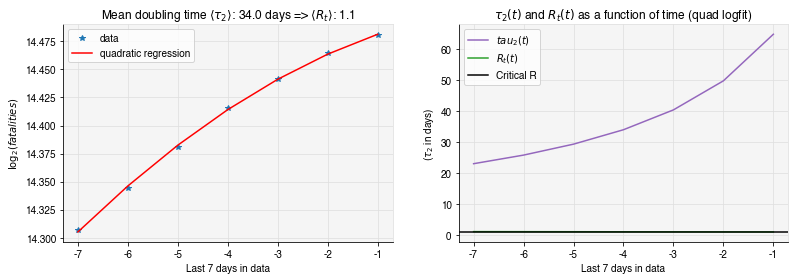 Mean doubling time ⟨τ₂⟩: 34.0 days => ⟨Rₜ⟩: 1.1
data
quadratic regression
log₂(fatalities)
14.475
14.450
14.425
14.400
14.375
14.350
14.325
14.300
-7 -6 -5 -4 -3 -2 -1
Last 7 days in data
τ₂(t) and Rₜ(t) as a function of time (quad logfit)
tau₂(t)
Rₜ(t)
Critical R
(τ₂ in days)
60
50
40
30
20
10
0
-7 -6 -5 -4 -3 -2 -1
Last 7 days in data